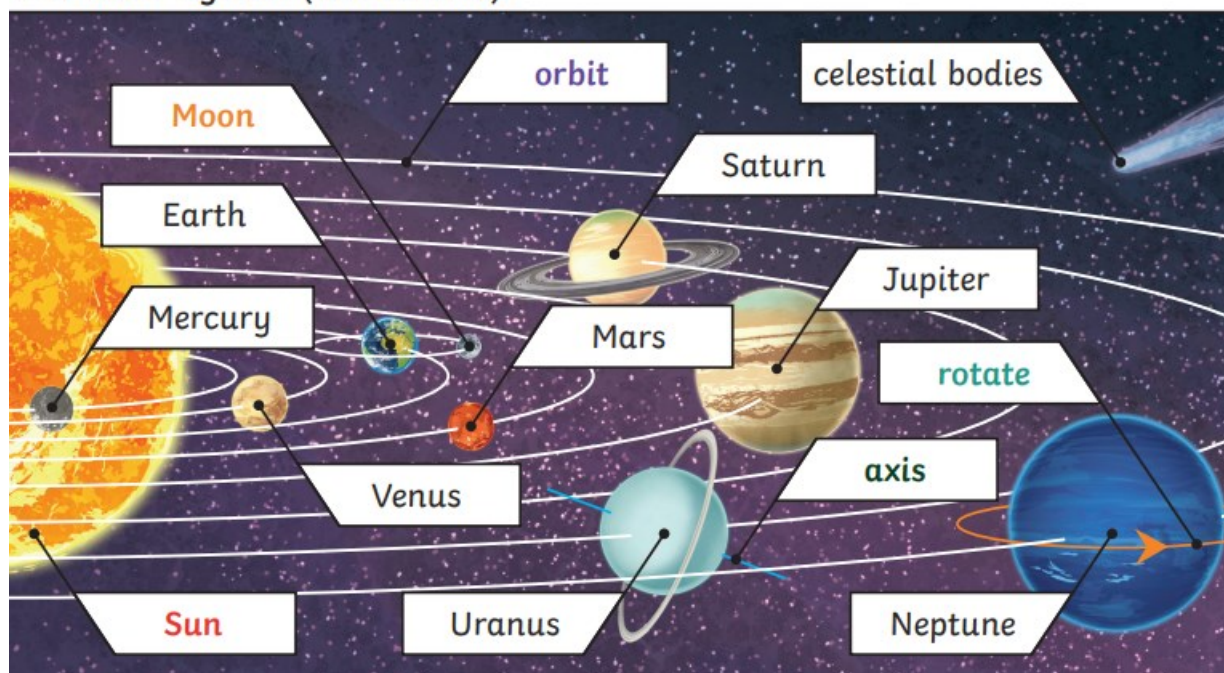 orbit
celestial bodies
Moon
Saturn
Earth
Jupiter
Mercury
Mars
rotate
axis
Venus
Sun
Uranus
Neptune